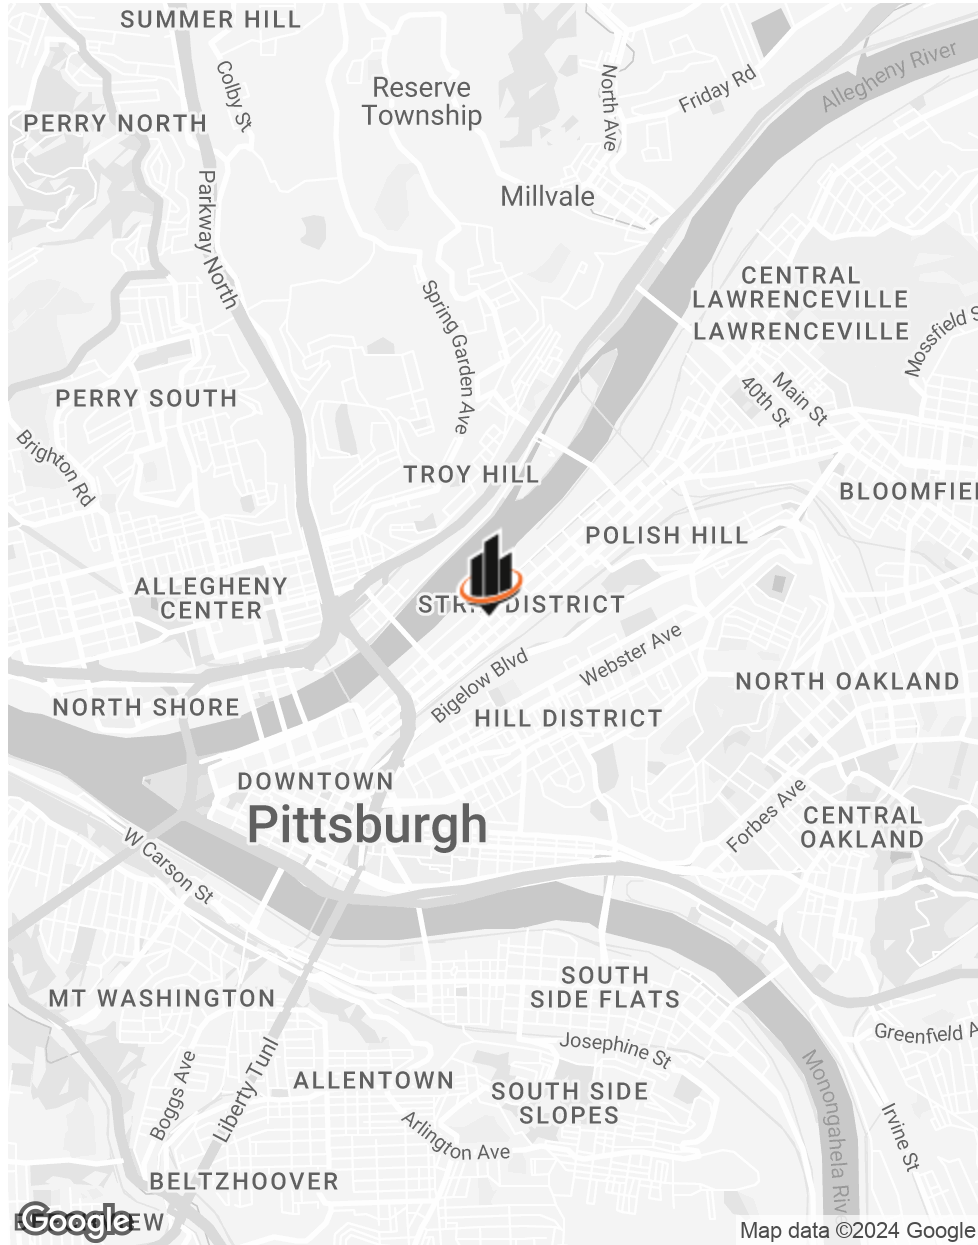 SUMMER HILL
Colby St
Reserve
Township
North Ave
Friday Rd
Allegheny River
PERRY NORTH
Parkway North
Millvale
CENTRAL
LAWRENCEVILLE
LAWRENCEVILLE
Mossfield S
Spring Garden Ave
Main St
40th St
PERRY SOUTH
Brighton Rd
TROY HILL
BLOOMFIE
POLISH HILL
ALLEGHENY
CENTER
DISTRICT
Webster Ave
Bigelow Blvd
NORTH OAKLAND
NORTH SHORE
HILL DISTRICT
DOWNTOWN
Pittsburgh
Forbes Ave
CENTRAL
OAKLAND
W Carson St
SOUTH
SIDE FLATS
MT WASHINGTON
Greenfield A
Josephine St
Boggs Ave
Liberty Tunl
ALLENTOWN
SOUTH SIDE
SLOPES
Monongahela Riv
Irvine St
Arlington Ave
BELTZHOOVER
Google
Map data ©2024 Google